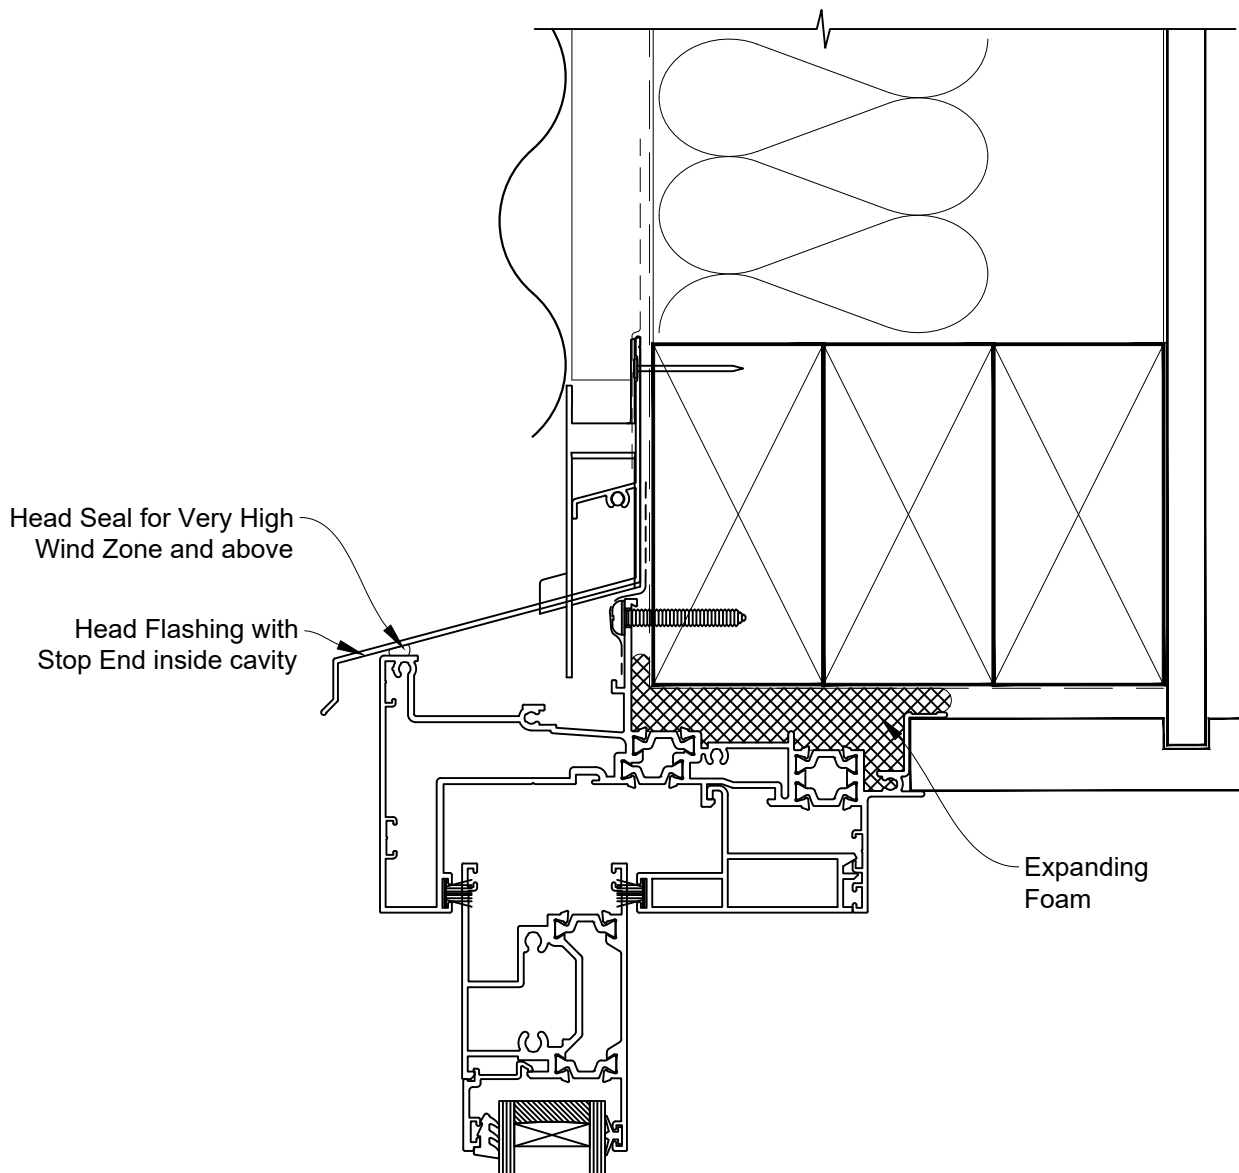 Head Seal for Very High
Wind Zone and above
Head Flashing with
Stop End inside cavity
Expanding
Foam